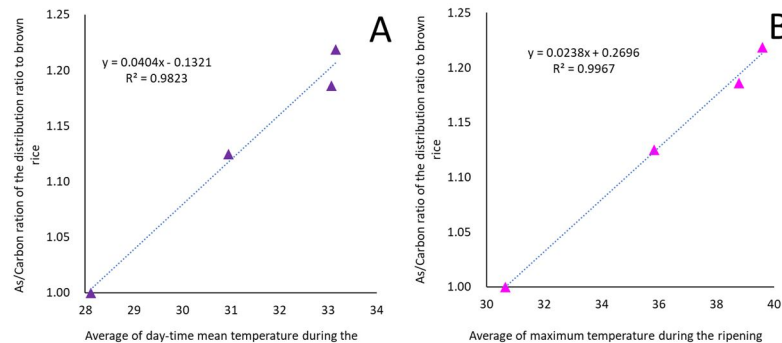 A
As/Carbon ration of the distribution ratio to brown
rice
1.25
1.20
1.15
1.10
1.05
1.00
y = 0.0404x - 0.1321
R² = 0.9823
28 29 30 31 32 33 34
Average of day-time mean temperature during the
B
As/Carbon ratio of the distribution ratio to brown
rice
1.25
1.20
1.15
1.10
1.05
1.00
y = 0.0238x + 0.2696
R² = 0.9967
30 32 34 36 38 40
Average of maximum temperature during the ripening